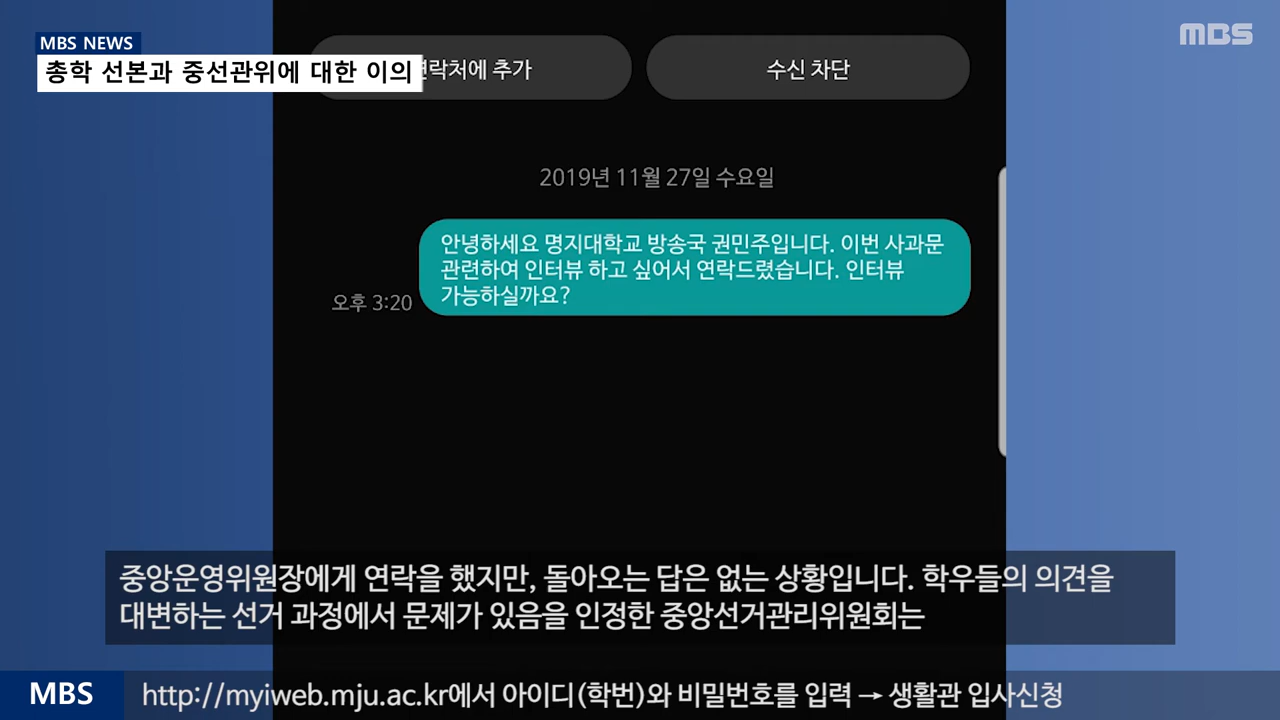 MBS NEWS
MBS
총학 선본과 중선관위에 대한 이의
락처에 추가
수신 차단
2019년 11월 27일 수요일
안녕하세요 명지대학교 방송국 권민주입니다. 이번 사과문
관련하여 인터뷰 하고 싶어서 연락드렸습니다. 인터뷰
가능하실까요?
오후 3:20
중앙운영위원장에게 연락을 했지만, 돌아오는 답은 없는 상황입니다. 학우들의 의견을
대변하는 선거 과정에서 문제가 있음을 인정한 중앙선거관리위원회는
MBS
http://myiweb.mju.ac.kr에서 아이디(학번)와 비밀번호를 입력 → 생활관 입사신청